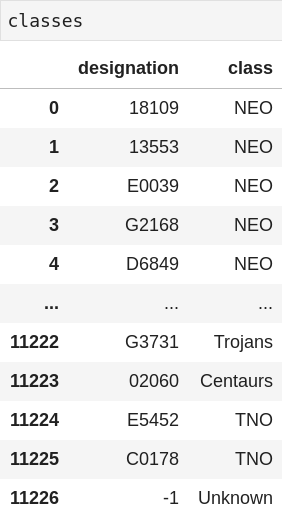 classes
designation class
0 18109 NEO
1 13553 NEO
2 E0039 NEO
3 G2168 NEO
4 D6849 NEO
... ... ...
11222 G3731 Trojans
11223 02060 Centaurs
11224 E5452 TNO
11225 C0178 TNO
11226 -1 Unknown